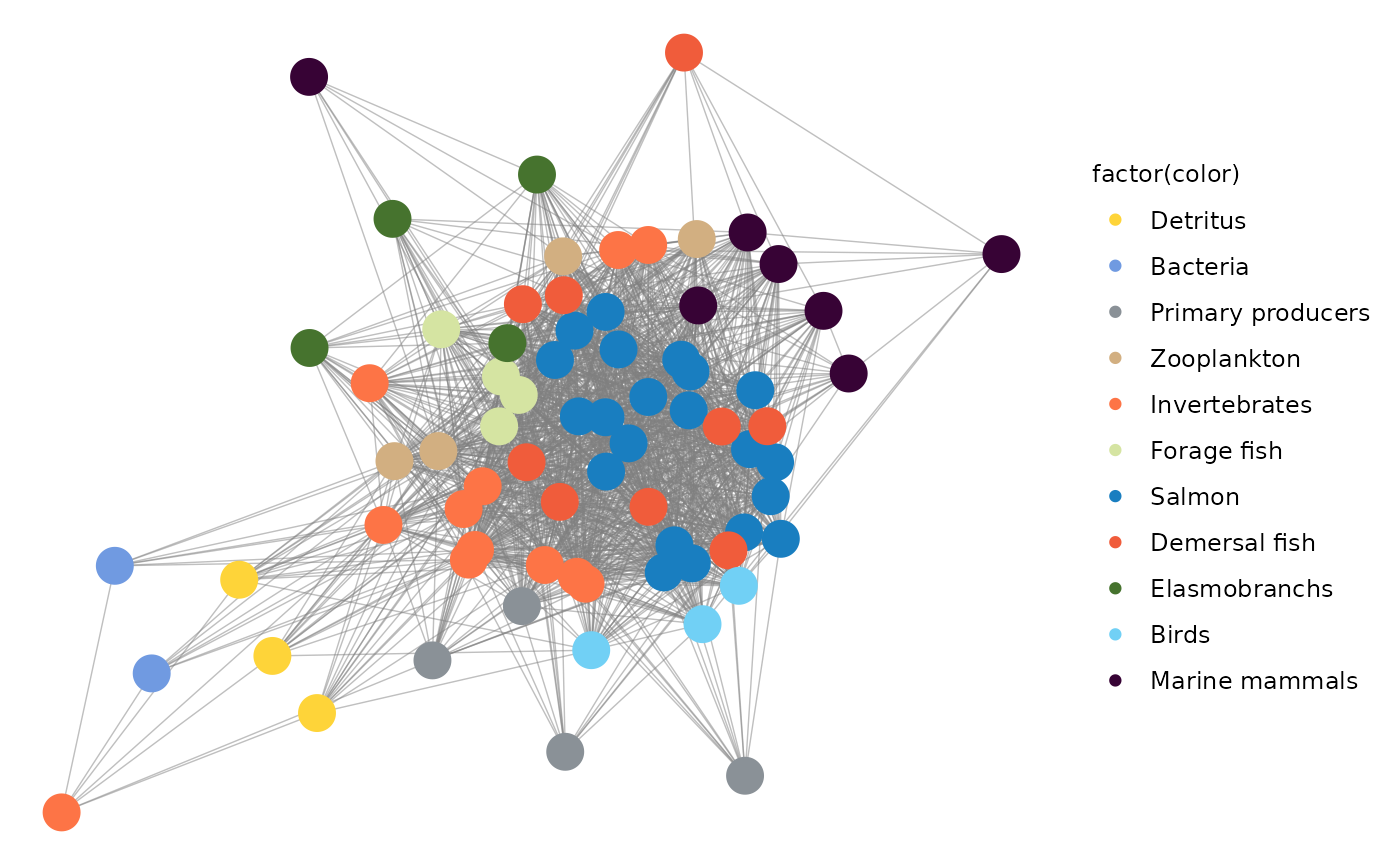 factor(color)
Detritus
Bacteria
Primary producers
Zooplankton
Invertebrates
Forage fish
Salmon
Demersal fish
Elasmobranchs
Birds
Marine mammals